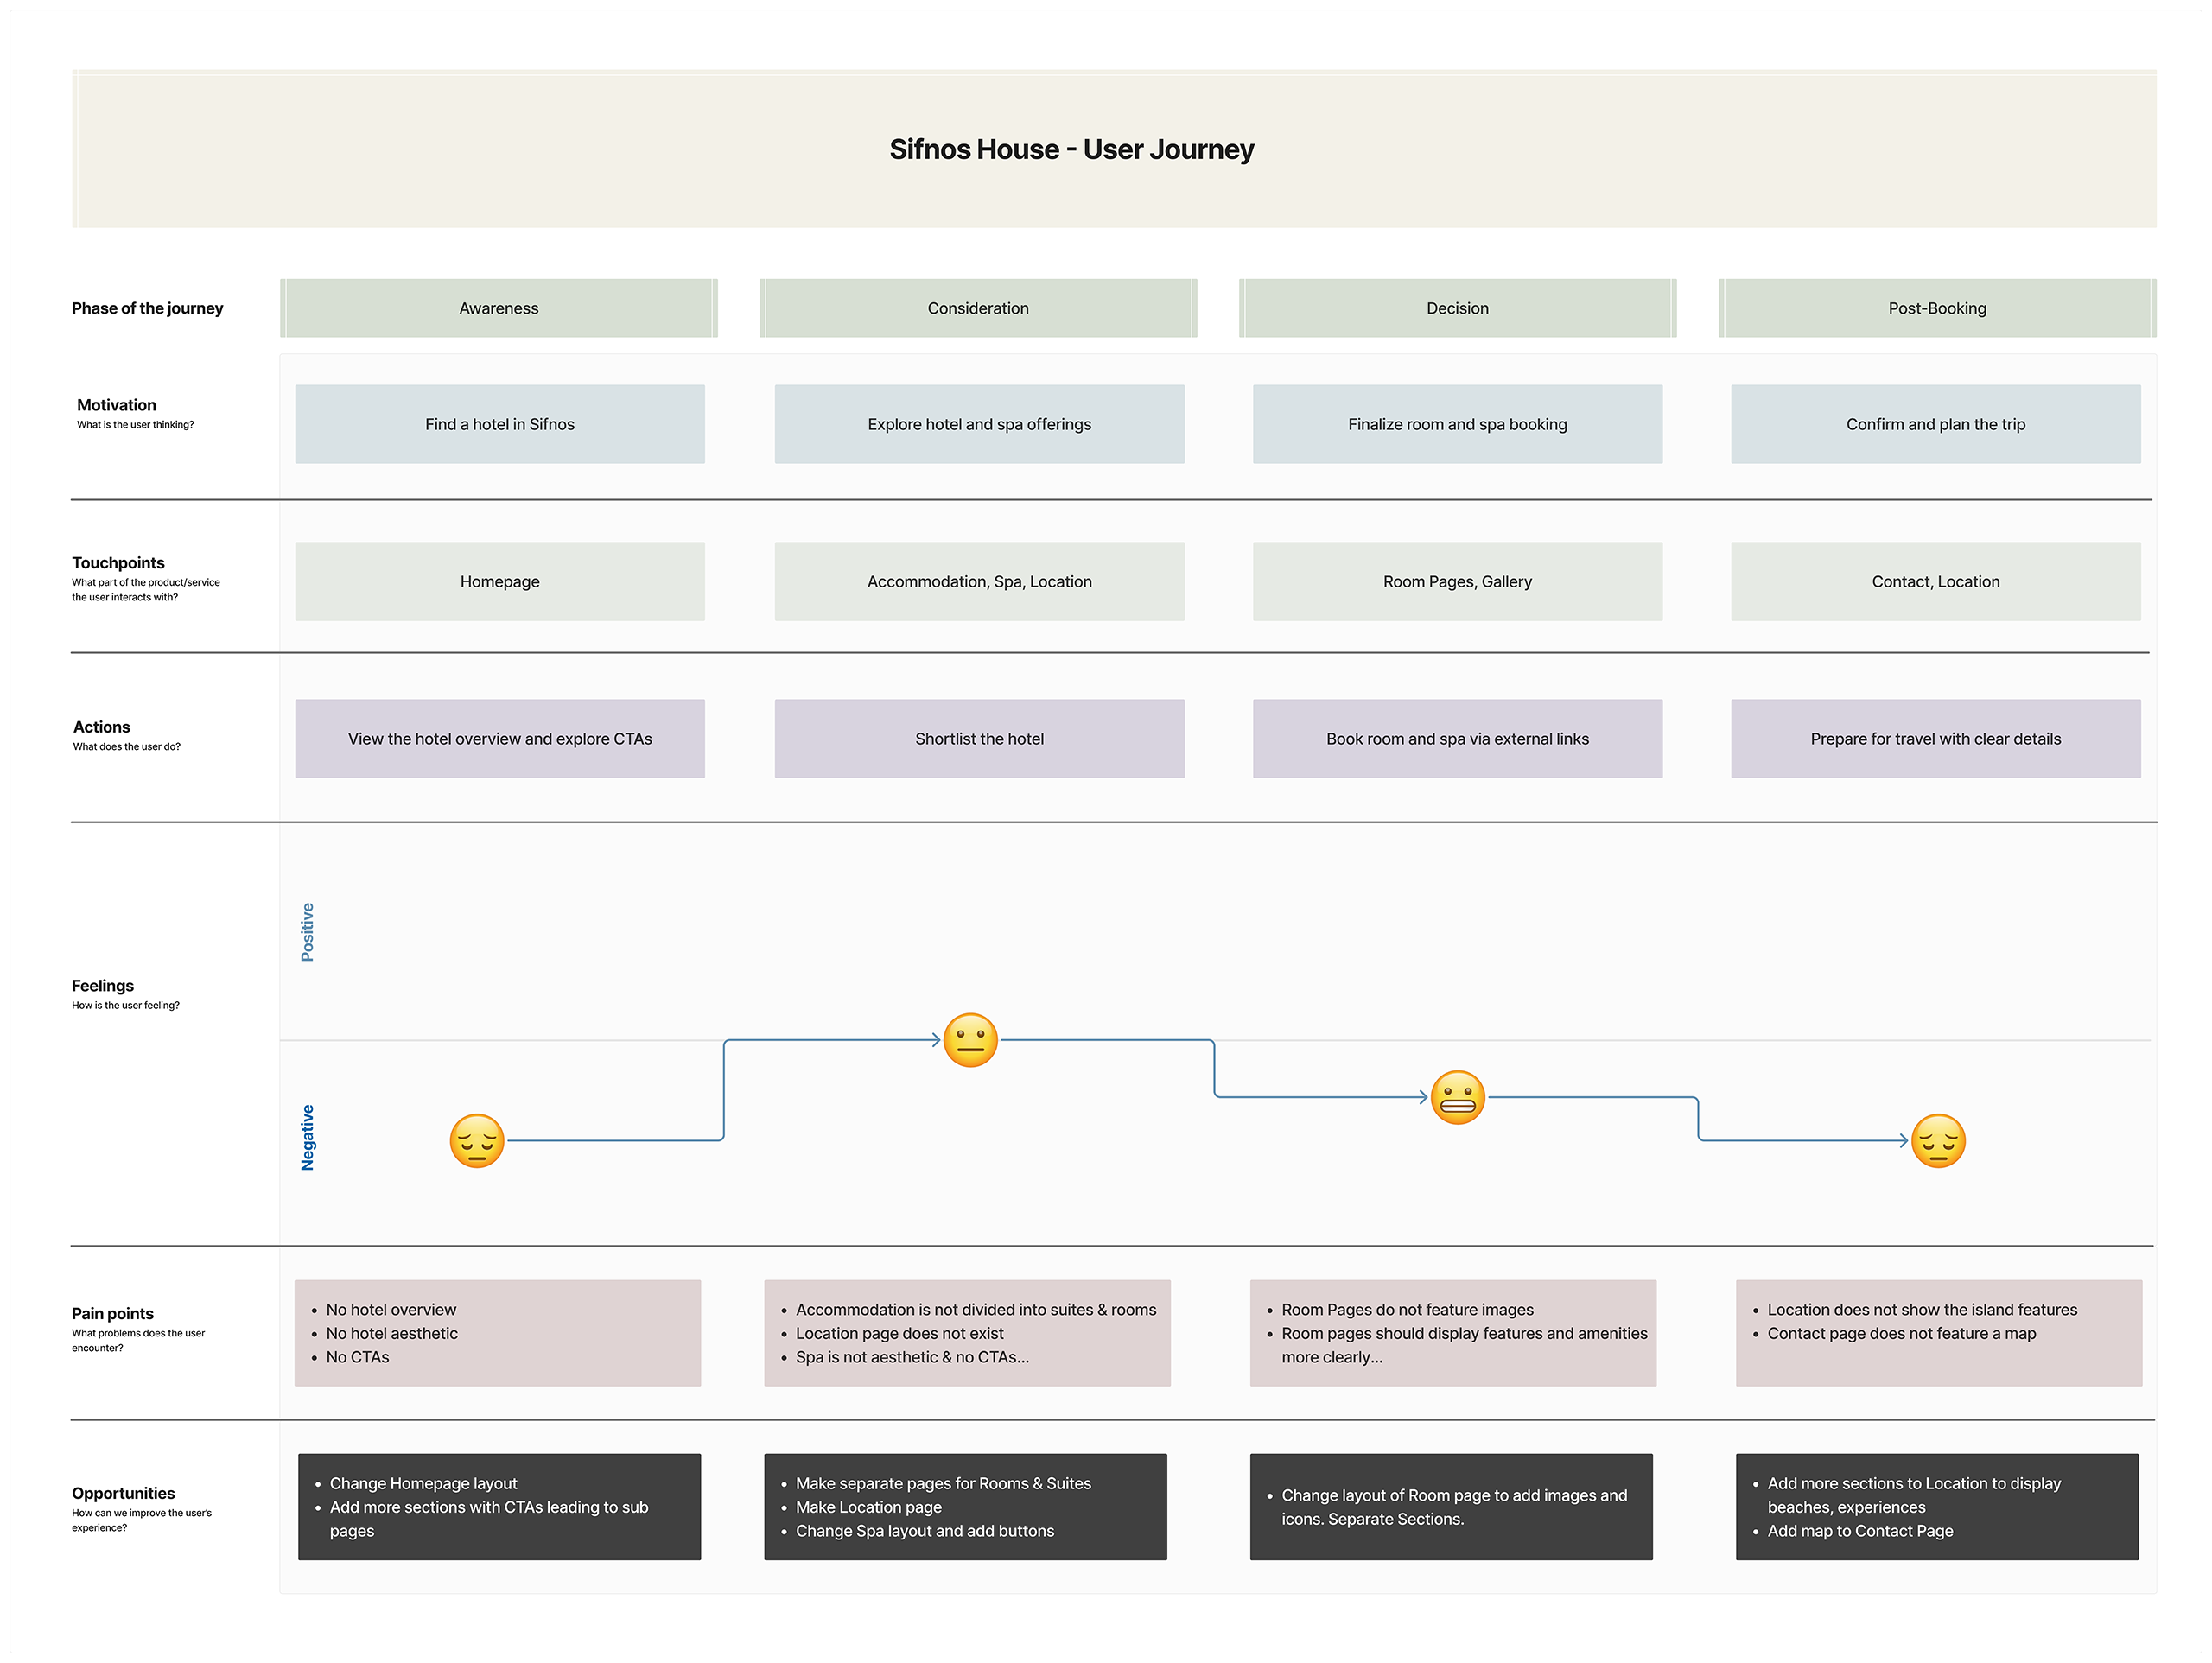 Sifnos House - User Journey
Phase of the journey
Awareness
Consideration
Decision
Post-Booking
Motivation
What is the user thinking?
Find a hotel in Sifnos
Explore hotel and spa offerings
Finalize room and spa booking
Confirm and plan the trip
Touchpoints
What part of the product/service
the user interacts with?
Homepage
Accommodation, Spa, Location
Room Pages, Gallery
Contact, Location
Actions
What does the user do?
View the hotel overview and explore CTAs
Shortlist the hotel
Book room and spa via external links
Prepare for travel with clear details
Feelings
How is the user feeling?
Positive
Negative
Pain points
What problems does the user
encounter?
• No hotel overview
• No hotel aesthetic
• No CTAs
• Accommodation is not divided into suites & rooms
• Location page does not exist
• Spa is not aesthetic & no CTAs...
• Room Pages do not feature images
• Room pages should display features and amenities
more clearly...
• Location does not show the island features
• Contact page does not feature a map
Opportunities
How can we improve the user's
experience?
• Change Homepage layout
• Add more sections with CTAs leading to sub
pages
• Make separate pages for Rooms & Suites
• Make Location page
• Change Spa layout and add buttons
• Change layout of Room page to add images and
icons. Separate Sections.
• Add more sections to Location to display
beaches, experiences
• Add map to Contact Page